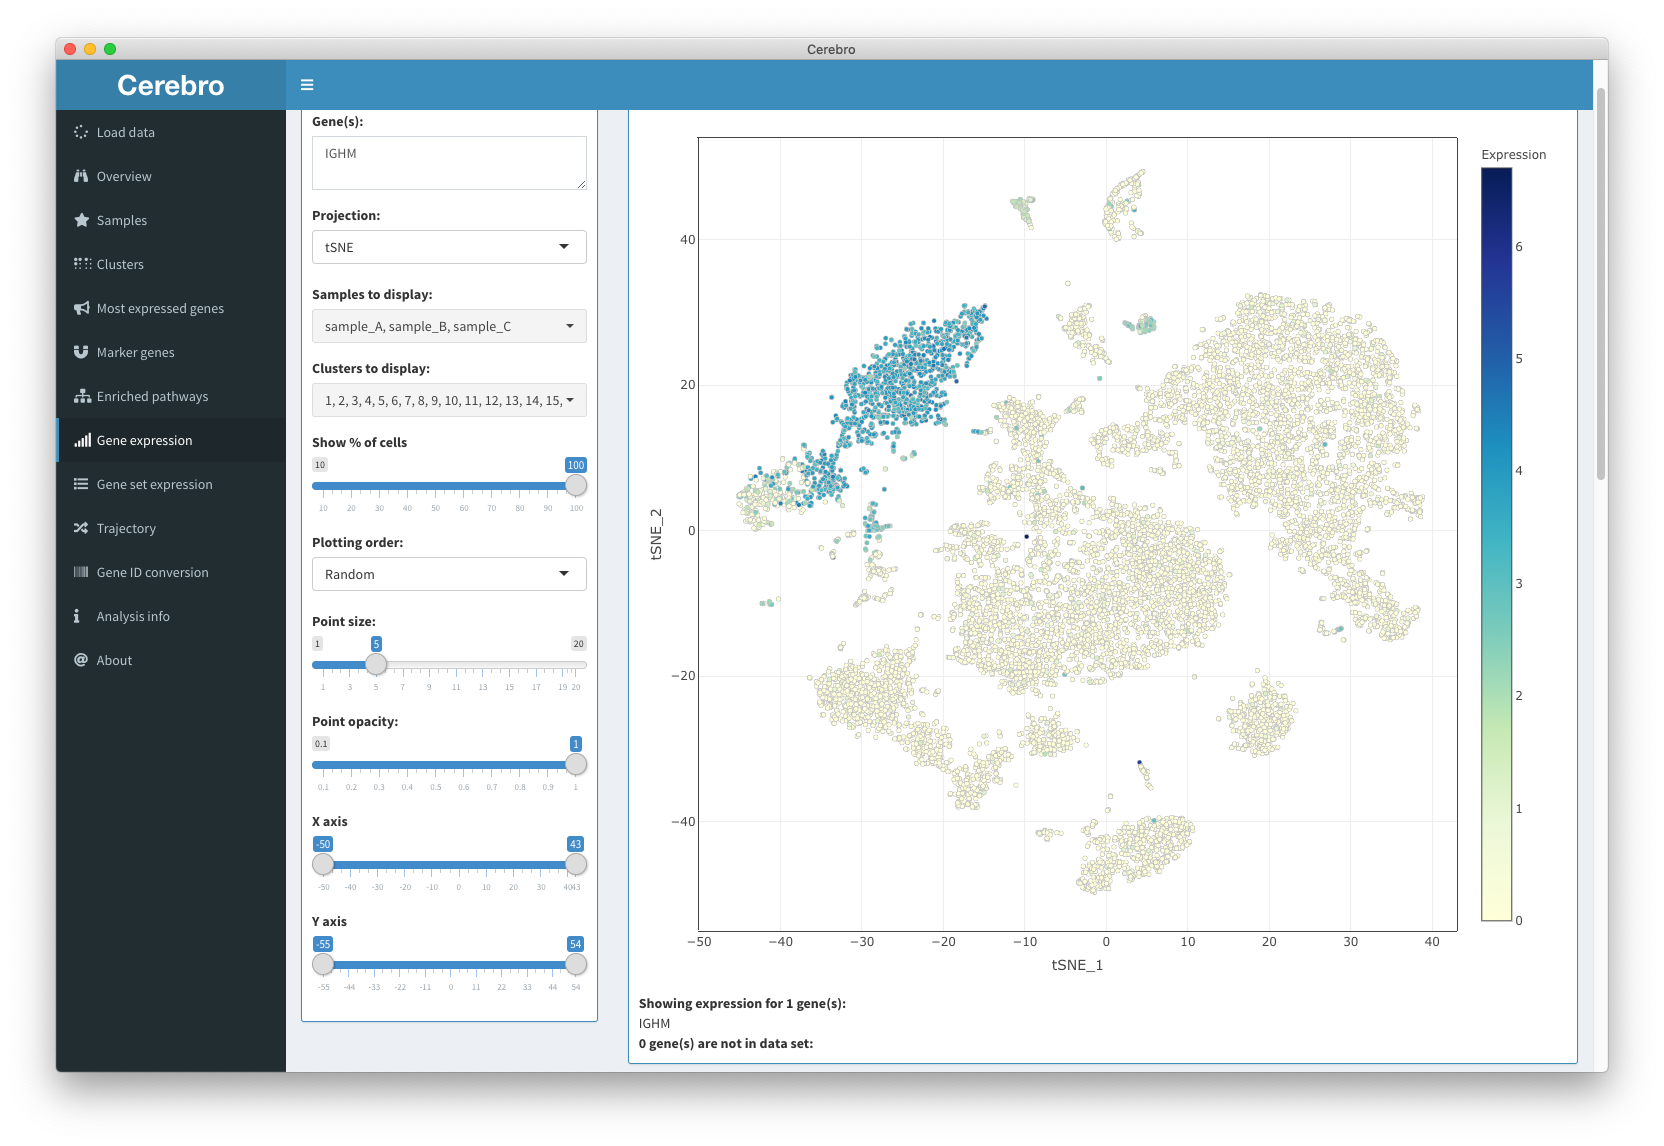 Cerebro
Cerebro
Load data
Overview
Samples
Clusters
Most expressed genes
Marker genes
Enriched pathways
Gene expression
Gene set expression
Trajectory
Gene ID conversion
Analysis info
About
Gene(s):
IGHM
Projection:
tSNE
Samples to display:
sample_A, sample_B, sample_C
Clusters to display:
1, 2, 3, 4, 5, 6, 7, 8, 9, 10, 11, 12, 13, 14, 15,
Show % of cells
10 100
10 20 30 40 50 60 70 80 90 100
Plotting order:
Random
Point size:
1 5 20
1 3 5 7 9 11 13 15 17 19 20
Point opacity:
0.1 1
0.1 0.2 0.3 0.4 0.5 0.6 0.7 0.8 0.9 1
X axis
-50 43
-50 -40 -30 -20 -10 0 10 20 30 4043
Y axis
-55 54
-55 -44 -33 -22 -11 0 11 22 33 44 54
40
20
0
−20
−40
tSNE_2
−50 −40 −30 −20 −10 0 10 20 30 40
tSNE_1
Expression
6
5
4
3
2
1
0
Showing expression for 1 gene(s):
IGHM
0 gene(s) are not in data set: